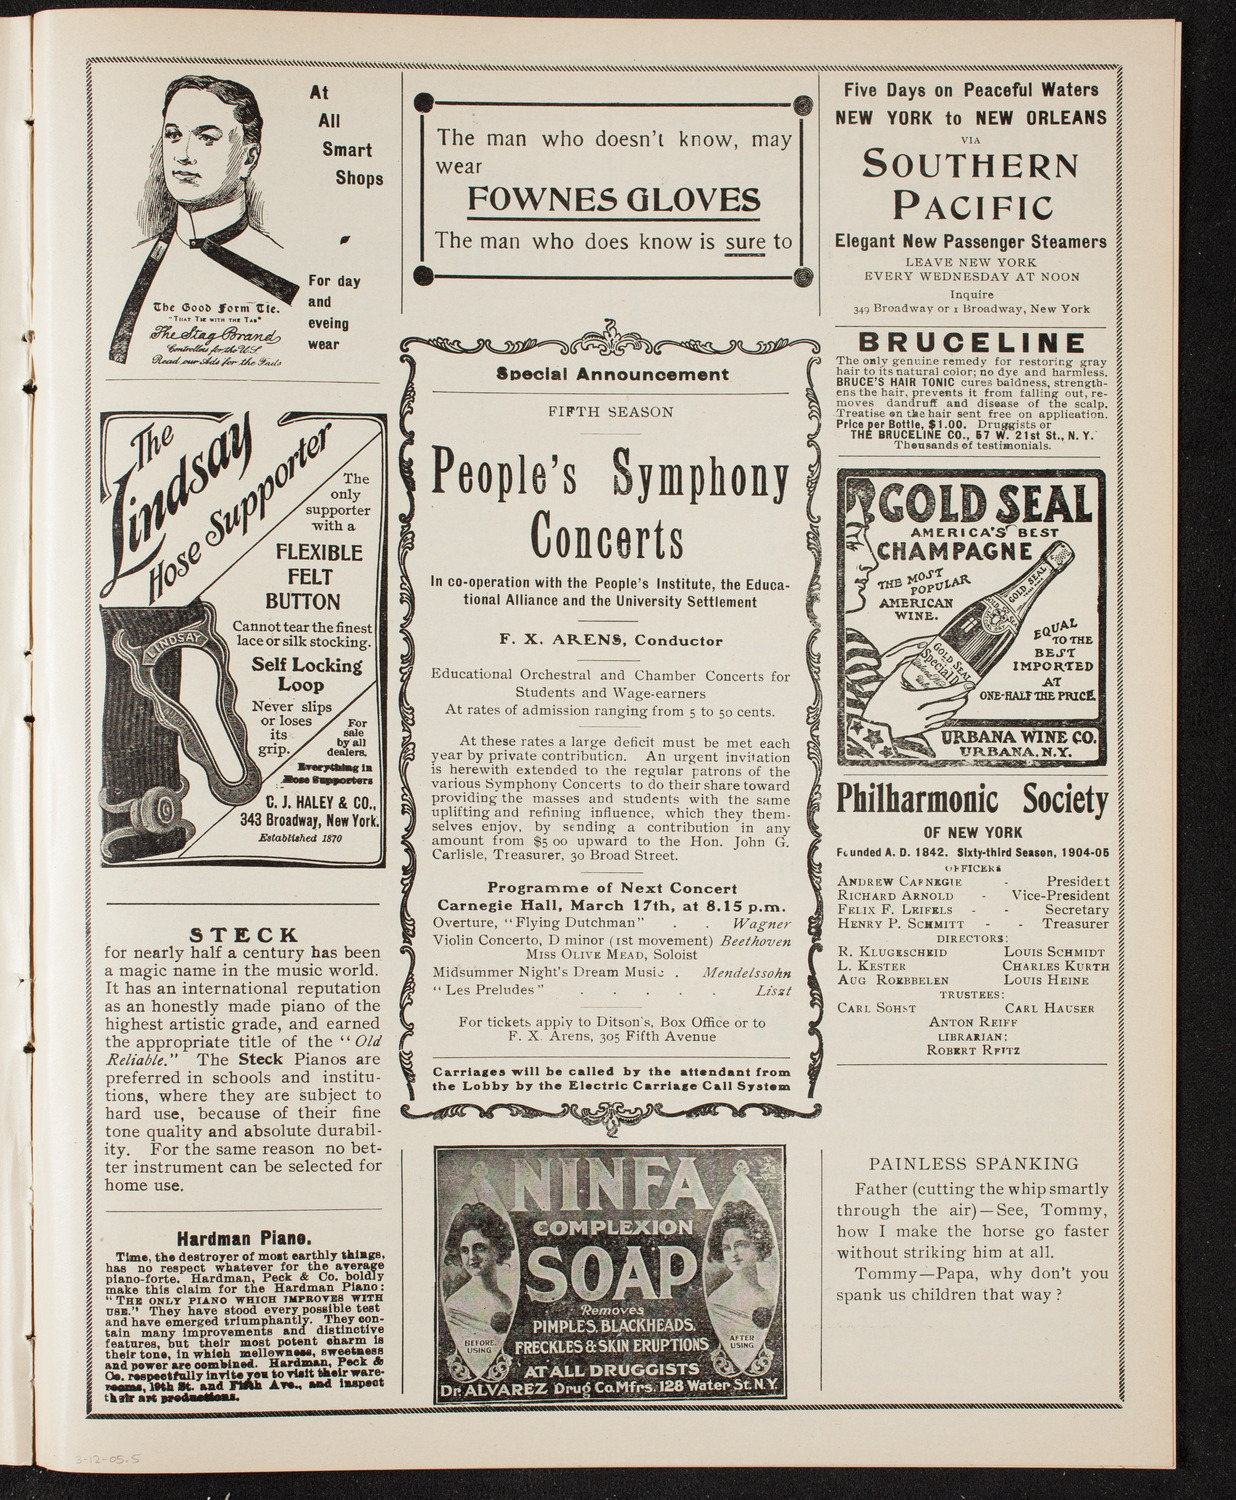 At
All
Smart
Shops
For day
and
eveing
wear
The Good Form Tie.
"THAT TIE WITH THE TAB"
The Stag Brand
Controllers for the U.S.
Read our Ads for the Fads
The
Lindsay
Hose Supporter
The
only
supporter
with a
FLEXIBLE
FELT
BUTTON
Cannot tear the finest
lace or silk stocking.
Self Locking
Loop
Never slips
or loses
its
grip.
For
sale
by all
dealers.
Everything in
Hose Supporters
C. J. HALEY & CO.,
343 Broadway, New York.
Established 1870
LINDSAY
STECK
for nearly half a century has been
a magic name in the music world.
It has an international reputation
as an honestly made piano of the
highest artistic grade, and earned
the appropriate title of the "Old
Reliable." The Steck Pianos are
preferred in schools and institu-
tions, where they are subject to
hard use, because of their fine
tone quality and absolute durabil-
ity. For the same reason no bet-
ter instrument can be selected for
home use.
Hardman Piano.
Time, the destroyer of most earthly things,
has no respect whatever for the average
piano-forte. Hardman, Peck & Co. boldly
make this claim for the Hardman Piano:
"THE ONLY PIANO WHICH IMPROVES WITH
USE." They have stood every possible test
and have emerged triumphantly. They con-
tain many improvements and distinctive
features, but their most potent charm is
their tone, in which mellowness, sweetness
and power are combined. Hardman, Peck &
Co. respectfully invite you to visit their ware-
rooms, 19th St. and Fifth Ave., and inspect
their art productions.
The man who doesn't know, may
wear
FOWNES GLOVES
The man who does know is sure to
Special Announcement
FIFTH SEASON
People's Symphony
Concerts
In co-operation with the People's Institute, the Educa-
tional Alliance and the University Settlement
F. X. ARENS, Conductor
Educational Orchestral and Chamber Concerts for
Students and Wage-earners
At rates of admission ranging from 5 to 50 cents.
At these rates a large deficit must be met each
year by private contribution. An urgent invitation
is herewith extended to the regular patrons of the
various Symphony Concerts to do their share toward
providing the masses and students with the same
uplifting and refining influence, which they them-
selves enjoy, by sending a contribution in any
amount from $5 00 upward to the Hon. John G.
Carlisle, Treasurer, 30 Broad Street.
Programme of Next Concert
Carnegie Hall, March 17th, at 8.15 p.m.
Overture, "Flying Dutchman" . . Wagner
Violin Concerto, D minor (1st movement) Beethoven
MISS OLIVE MEAD, Soloist
Midsummer Night's Dream Music . Mendelssohn
"Les Preludes" . . . . . Liszt
For tickets apply to Ditson's, Box Office or to
F. X. Arens, 305 Fifth Avenue
Carriages will be called by the attendant from
the Lobby by the Electric Carriage Call System
NINFA
COMPLEXION
SOAP
Removes
PIMPLES, BLACKHEADS,
FRECKLES & SKIN ERUPTIONS
BEFORE USING
AFTER USING
AT ALL DRUGGISTS
Dr. ALVAREZ Drug Co. Mfrs. 128 Water St. N.Y.
Five Days on Peaceful Waters
NEW YORK to NEW ORLEANS
VIA
SOUTHERN
PACIFIC
Elegant New Passenger Steamers
LEAVE NEW YORK
EVERY WEDNESDAY AT NOON
Inquire
349 Broadway or 1 Broadway, New York
BRUCELINE
The only genuine remedy for restoring gray
hair to its natural color; no dye and harmless.
BRUCE'S HAIR TONIC cures baldness, strength-
ens the hair, prevents it from falling out, re-
moves dandruff and disease of the scalp.
Treatise on the hair sent free on application.
Price per Bottle, $1.00. Druggists or
THE BRUCELINE CO., 57 W. 21st St., N. Y.
Thousands of testimonials.
GOLD SEAL
AMERICA'S BEST
CHAMPAGNE
THE MOST
POPULAR
AMERICAN
WINE.
GOLD SEAL
GOLD SEAL
Special
EQUAL
TO THE
BEST
IMPORTED
AT
ONE-HALF THE PRICE
URBANA WINE CO.
URBANA, N.Y.
Philharmonic Society
OF NEW YORK
Founded A. D. 1842. Sixty-third Season, 1904-05
OFFICERS
ANDREW CARNEGIE - President
RICHARD ARNOLD - Vice-President
FELIX F. LEIFELS - - Secretary
HENRY P. SCHMITT - - Treasurer
DIRECTORS:
R. KLUGESCHEID LOUIS SCHMIDT
L. KESTER CHARLES KURTH
AUG ROEBBELEN LOUIS HEINE
TRUSTEES:
CARL SOHST CARL HAUSER
ANTON REIFF
LIBRARIAN:
ROBERT REITZ
PAINLESS SPANKING
Father (cutting the whip smartly
through the air)—See, Tommy,
how I make the horse go faster
without striking him at all.
Tommy—Papa, why don't you
spank us children that way?
3-12-05.5